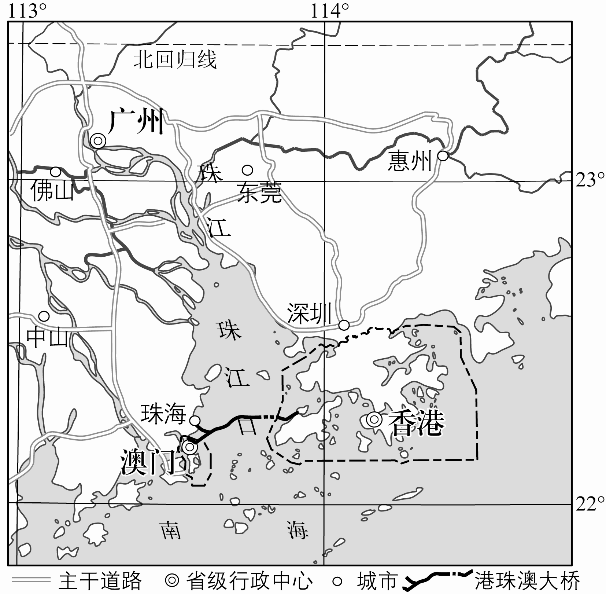 113° 114°
北回归线
广州
惠州
珠
江
佛山
东莞
23°
深圳
中山
珠
江
口
珠海
香港
澳门
22°
南 海
主干道路 省级行政中心 城市 港珠澳大桥